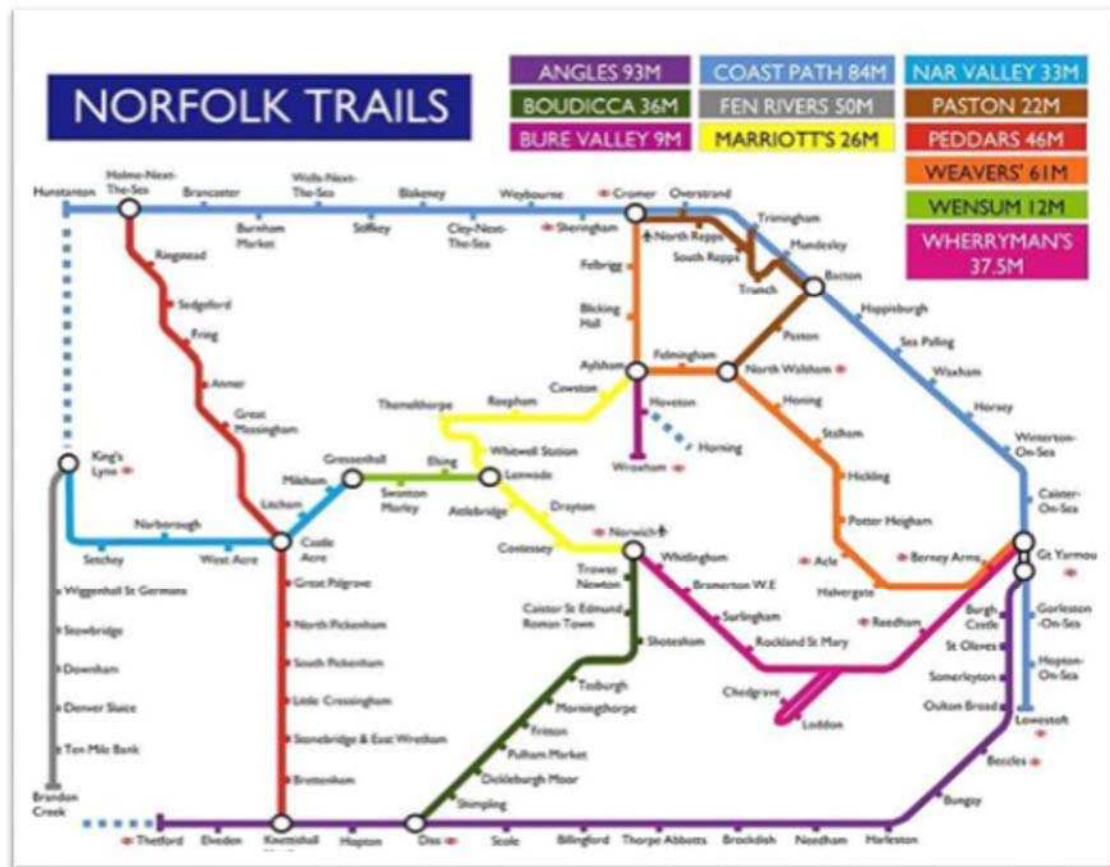 NORFOLK TRAILS
ANGLES 93M
COAST PATH 84M
NAR VALLEY 33M
BOUDICCA 36M
FEN RIVERS 50M
PASTON 22M
BURE VALLEY 9M
MARRIOTT'S 26M
PEDDARS 46M
WEAVERS' 61M
WENSUM 12M
WHERRYMAN'S
37.5M
Hunstanton
Holme-Next-
The-Sea
Brancaster
Burnham
Market
Wells-Next-
The-Sea
Stiffkey
Blakeney
Cley-Next-
The-Sea
Weybourne
Sheringham
Cromer
Overstrand
North Repps
South Repps
Trimingham
Mundesley
Trunch
Bacton
Paston
Happisburgh
Sea Palling
Waxham
Horsey
Winterton-
On-Sea
Caister-
On-Sea
Gt Yarmou
Gorleston
-On-Sea
Hopton-
On-Sea
Lowestoft
Ringstead
Sedgeford
Fring
Anmer
Great
Massingham
Castle
Acre
Great Palgrave
North Pickenham
South Pickenham
Little Cressingham
Stonebridge & East Wretham
Brettenham
Knettishall
King's
Lynn
Setchey
Narborough
West Acre
Litcham
Mileham
Gressenhall
Swanton
Morley
Elsing
Lenwade
Wiggenhall St Germans
Stowbridge
Downham
Denver Sluice
Ten Mile Bank
Brandon
Creek
Felbrigg
Blicking
Hall
Aylsham
Felmingham
North Walsham
Honing
Stalham
Hickling
Potter Heigham
Acle
Halvergate
Berney Arms
Cawston
Reepham
Themelthorpe
Whitwell Station
Attlebridge
Drayton
Costessey
Norwich
Hoveton
Horning
Wroxham
Whitlingham
Bramerton W.E
Surlingham
Rockland St Mary
Chedgrave
Loddon
Reedham
Trowse
Newton
Caistor St Edmund
Roman Town
Shotesham
Tasburgh
Morningthorpe
Fritton
Pulham Market
Dickleburgh Moor
Shimpling
Burgh
Castle
St Olaves
Somerleyton
Oulton Broad
Beccles
Bungay
Thetford
Elveden
Hopton
Diss
Scole
Billingford
Thorpe Abbotts
Brockdish
Needham
Harleston